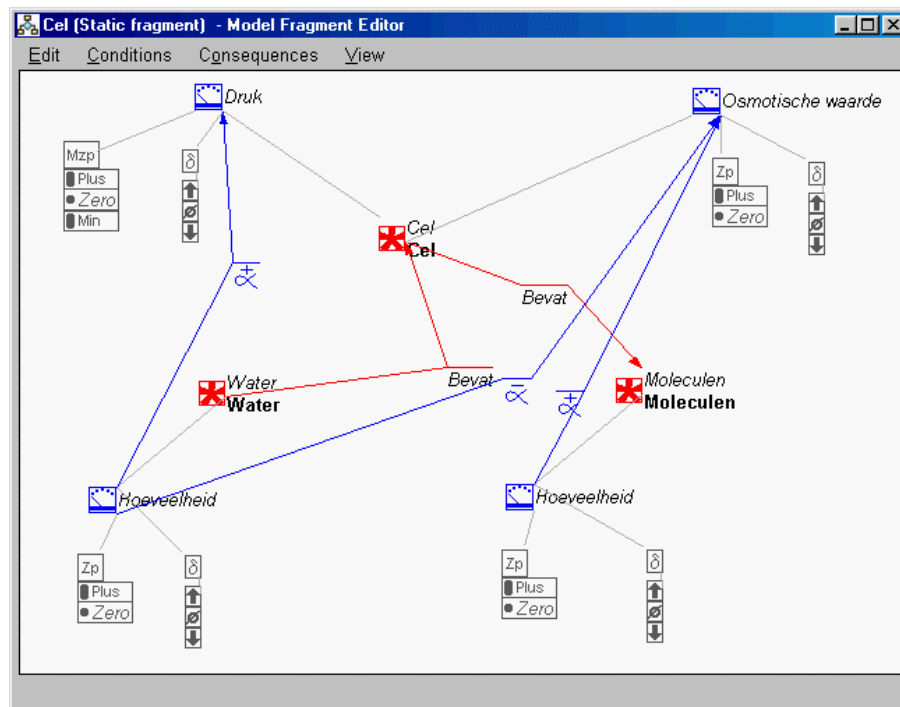 Cel (Static fragment) - Model Fragment Editor
Edit Conditions Consequences View
Druk
Mzp
Plus
Zero
Min
δ
Osmotische waarde
Zp
Plus
Zero
δ
Cel
Cel
Bevat
+
α
Water
Water
Bevat
-
α
+
α
Moleculen
Moleculen
Hoeveelheid
Zp
Plus
Zero
δ
Hoeveelheid
Zp
Plus
Zero
δ